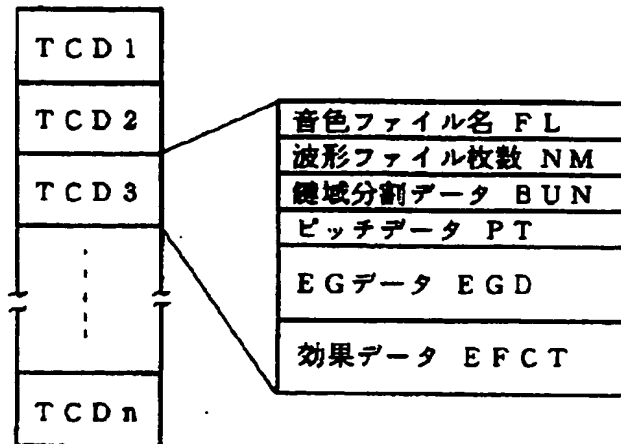 TCD1
TCD2
TCD3
TCDn
音色ファイル名 FL
波形ファイル枚数 NM
鍵域分割データ BUN
ピッチデータ PT
EGデータ EGD
効果データ EFCT